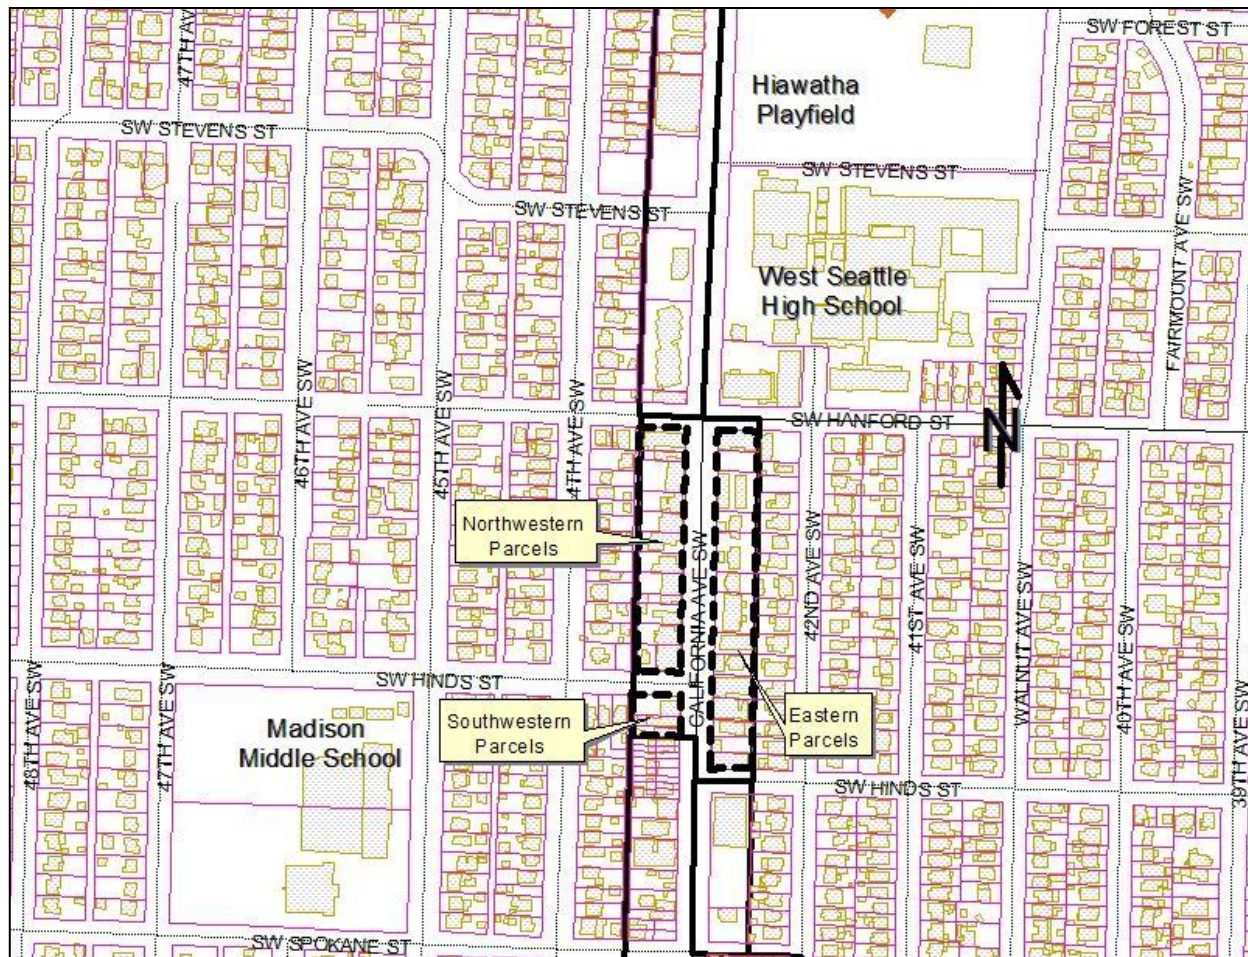 SW FOREST ST
47TH AV
Hiawatha
Playfield
SW STEVENS ST
SW STEVENS ST
SW STEVENS ST
FAIRMOUNT AVE SW
West Seattle
High School
46TH AVE SW
45TH AVE SW
44TH AVE SW
SW HANFORD ST
N
Northwestern
Parcels
CALIFORNIA AVE SW
42ND AVE SW
41ST AVE SW
WALNUT AVE SW
40TH AVE SW
39TH AVE SW
SW HINDS ST
48TH AVE SW
47TH AVE SW
Southwestern
Parcels
Eastern
Parcels
Madison
Middle School
SW HINDS ST
SW SPOKANE ST